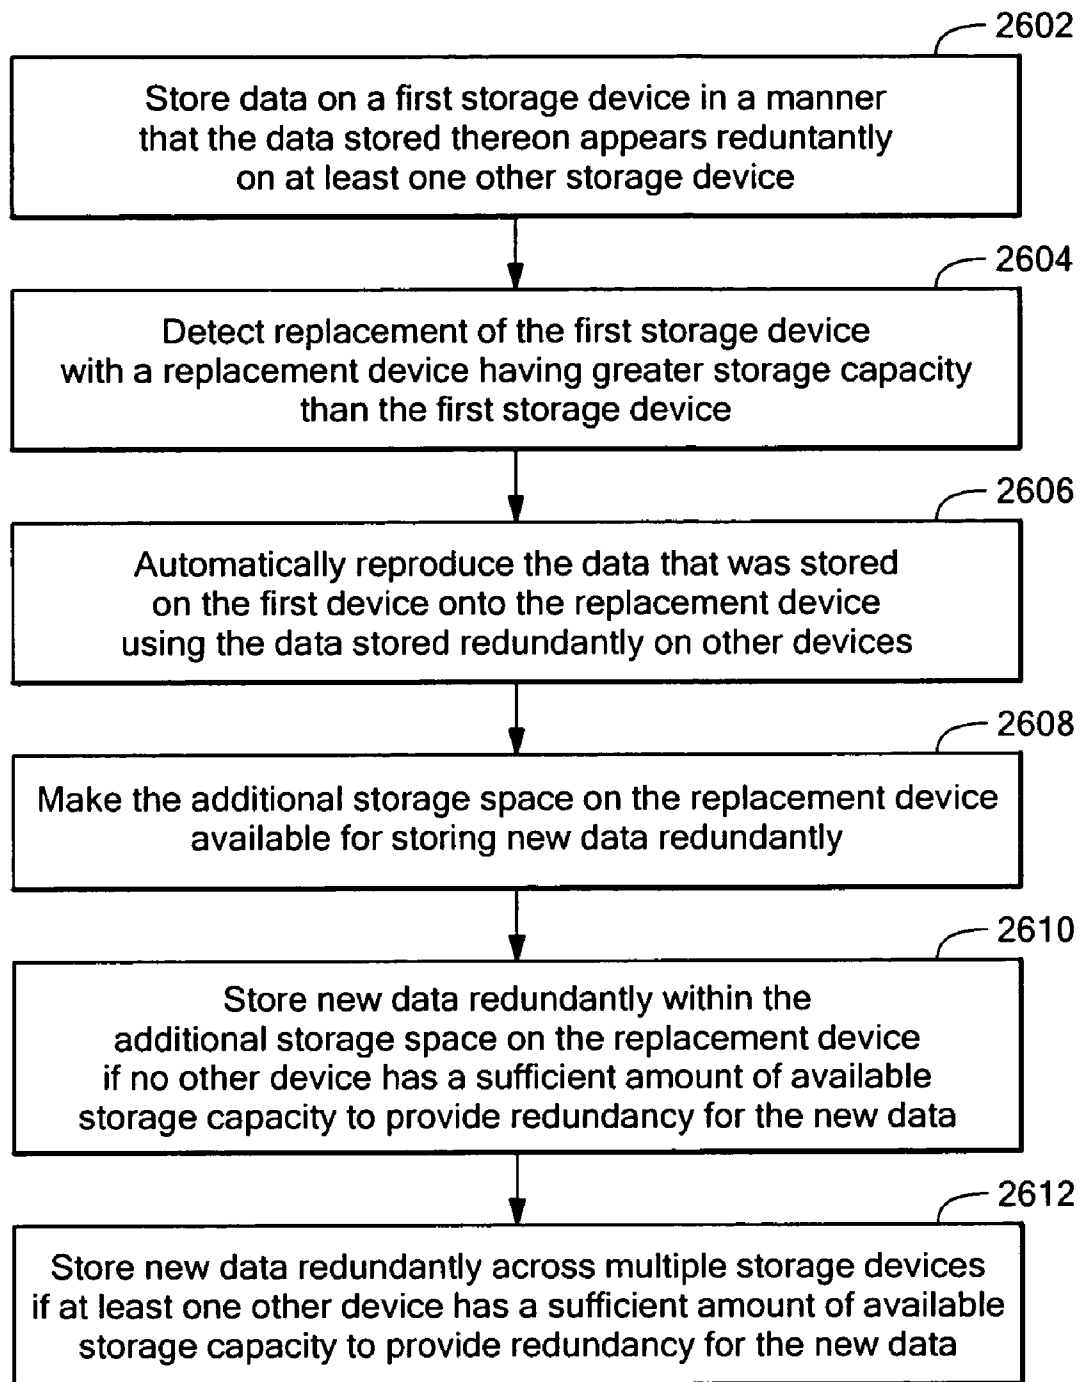 2602
Store data on a first storage device in a manner
that the data stored thereon appears reduntantly
on at least one other storage device
2604
Detect replacement of the first storage device
with a replacement device having greater storage capacity
than the first storage device
2606
Automatically reproduce the data that was stored
on the first device onto the replacement device
using the data stored redundantly on other devices
2608
Make the additional storage space on the replacement device
available for storing new data redundantly
2610
Store new data redundantly within the
additional storage space on the replacement device
if no other device has a sufficient amount of available
storage capacity to provide redundancy for the new data
2612
Store new data redundantly across multiple storage devices
if at least one other device has a sufficient amount of available
storage capacity to provide redundancy for the new data